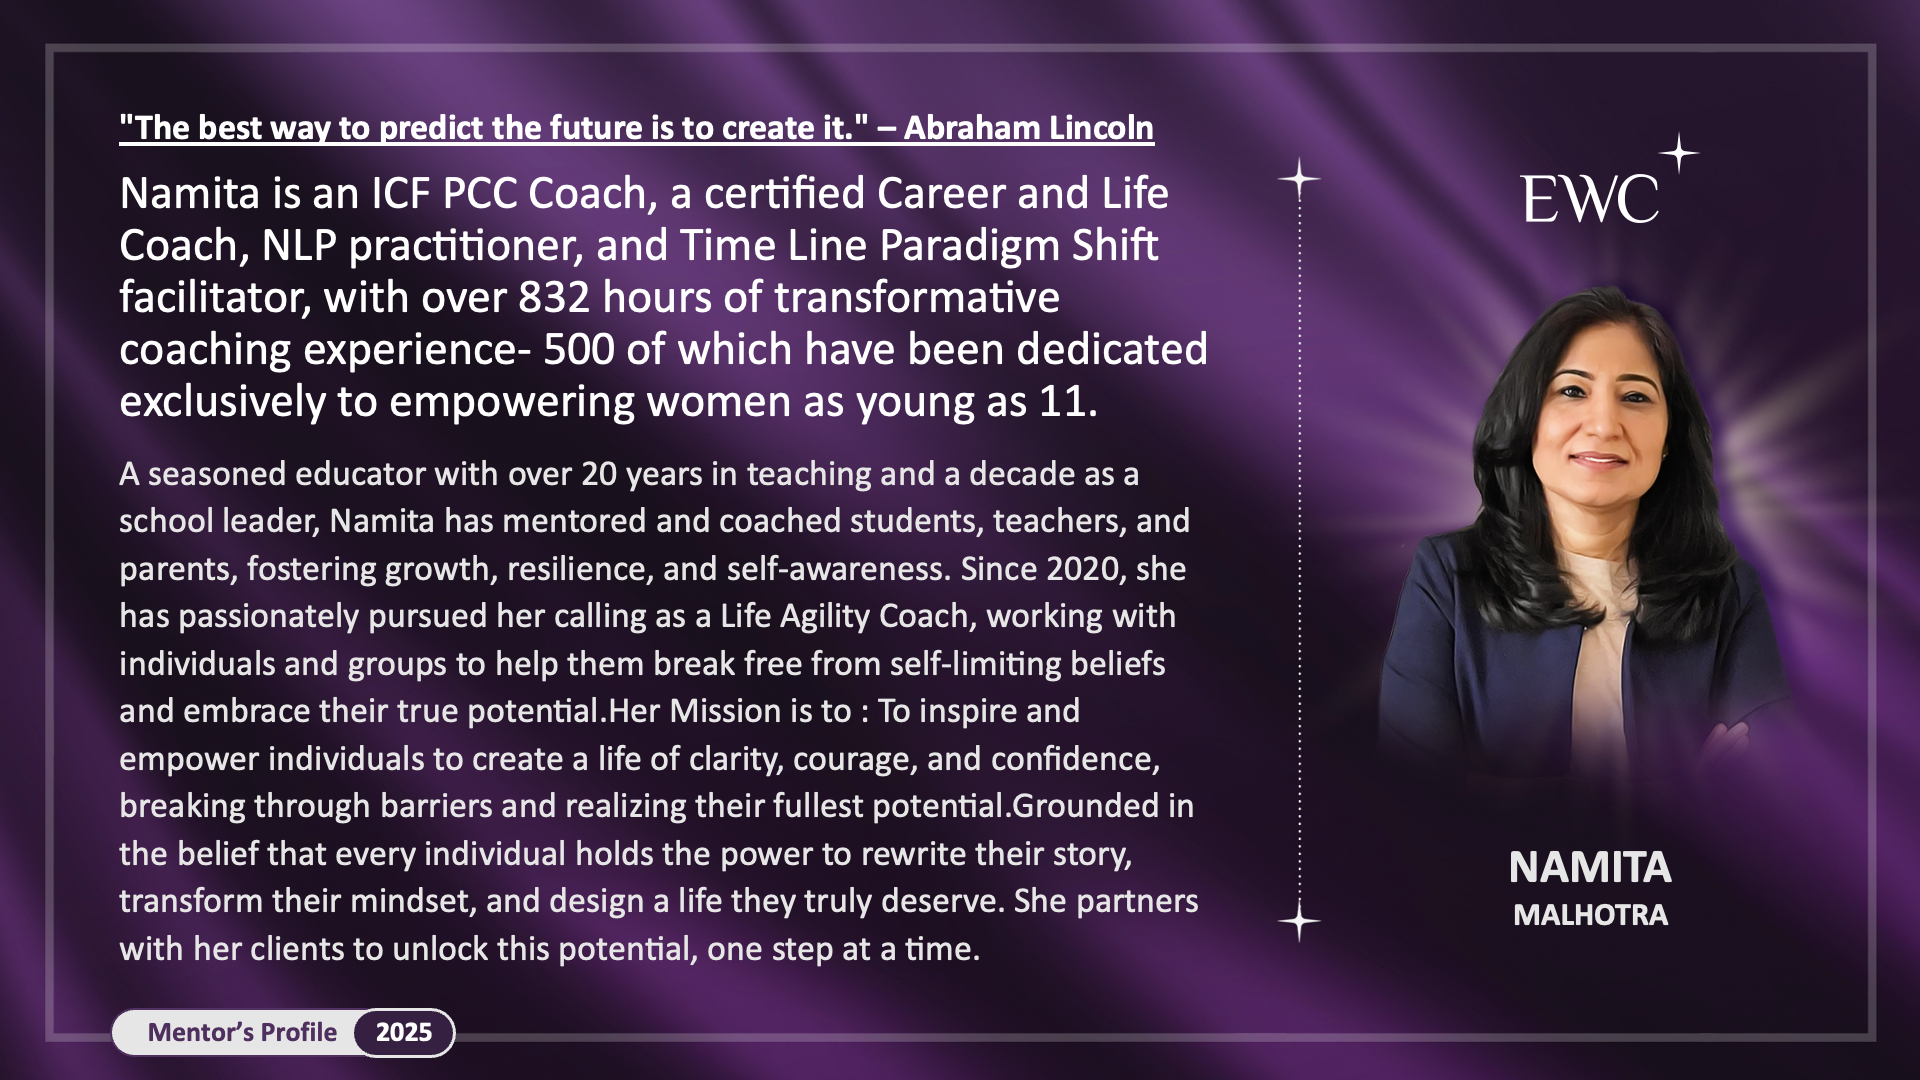 "The best way to predict the future is to create it." – Abraham Lincoln
Namita is an ICF PCC Coach, a certified Career and Life
Coach, NLP practitioner, and Time Line Paradigm Shift
facilitator, with over 832 hours of transformative
coaching experience- 500 of which have been dedicated
exclusively to empowering women as young as 11.
A seasoned educator with over 20 years in teaching and a decade as a
school leader, Namita has mentored and coached students, teachers, and
parents, fostering growth, resilience, and self-awareness. Since 2020, she
has passionately pursued her calling as a Life Agility Coach, working with
individuals and groups to help them break free from self-limiting beliefs
and embrace their true potential.Her Mission is to : To inspire and
empower individuals to create a life of clarity, courage, and confidence,
breaking through barriers and realizing their fullest potential.Grounded in
the belief that every individual holds the power to rewrite their story,
transform their mindset, and design a life they truly deserve. She partners
with her clients to unlock this potential, one step at a time.
Mentor’s Profile 2025
EWC
NAMITA
MALHOTRA